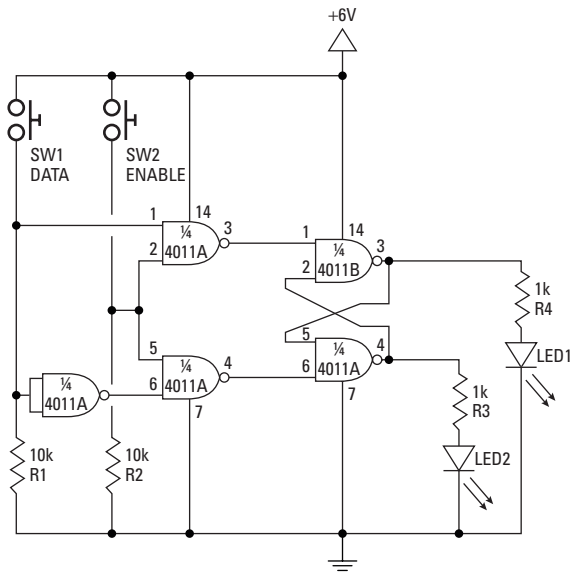 +6V
SW1
DATA
SW2
ENABLE
1
14
3
¼
2
4011A
1
14
3
¼
2
4011B
1k
R4
5
4
¼
6
4011A
7
5
4
¼
6
4011A
7
¼
4011A
LED1
1k
R3
10k
R1
10k
R2
LED2